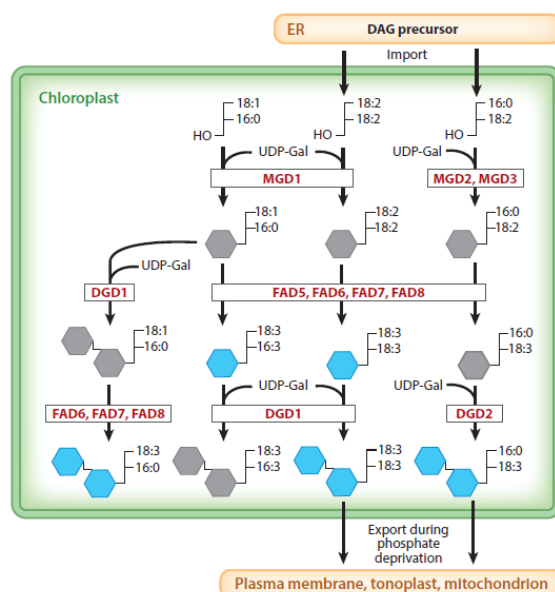 ER DAG precursor
Import
Chloroplast
18:1 18:2 16:0
16:0 18:2 18:2
HO HO HO
UDP-Gal UDP-Gal
MGD1 MGD2, MGD3
18:1 18:2 16:0
16:0 18:2 18:2
UDP-Gal
DGD1 FAD5, FAD6, FAD7, FAD8
18:1 18:3 18:3 16:0
16:0 16:3 18:3 18:3
UDP-Gal UDP-Gal
FAD6, FAD7, FAD8 DGD1 DGD2
18:3 18:3 18:3 16:0
16:0 16:3 18:3 18:3
Export during
phosphate
deprivation
Plasma membrane, tonoplast, mitochondrion